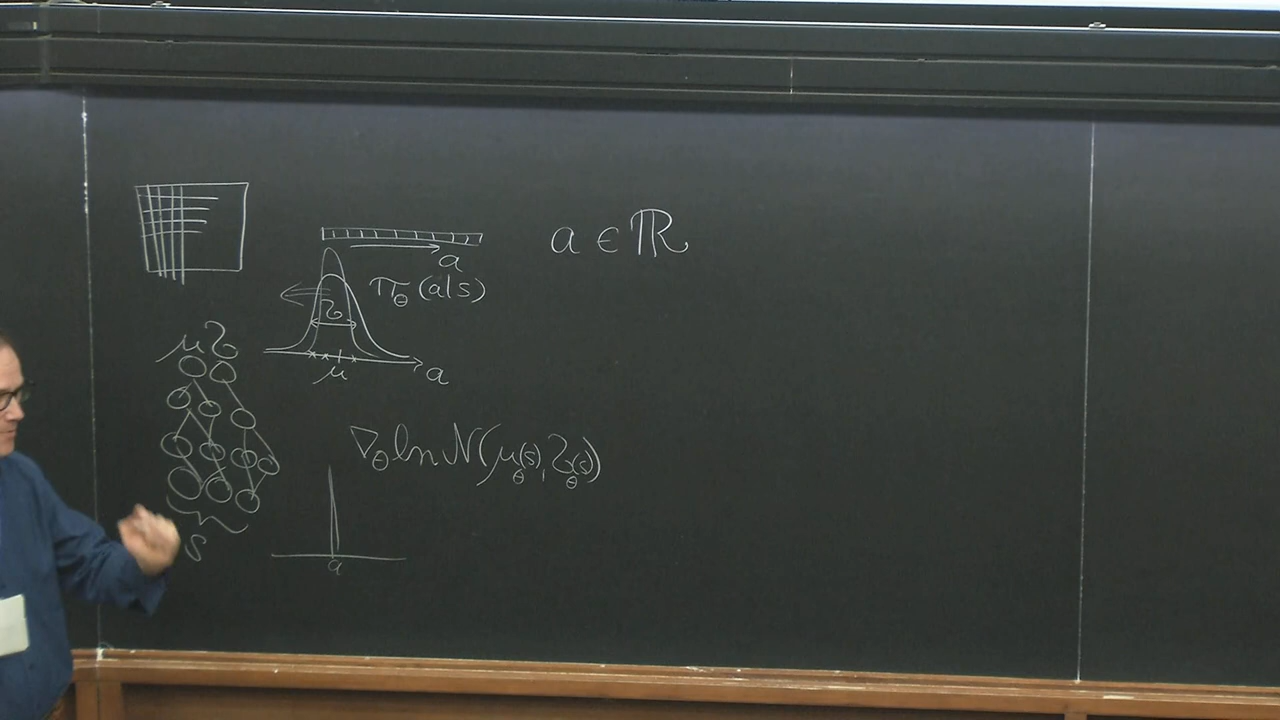 a ∈ ℝ
a
π_θ(a|s)
Σ
μ
a
μ Σ
∇_θ ln N(μ_θ(s), Σ_θ(s))
s
a